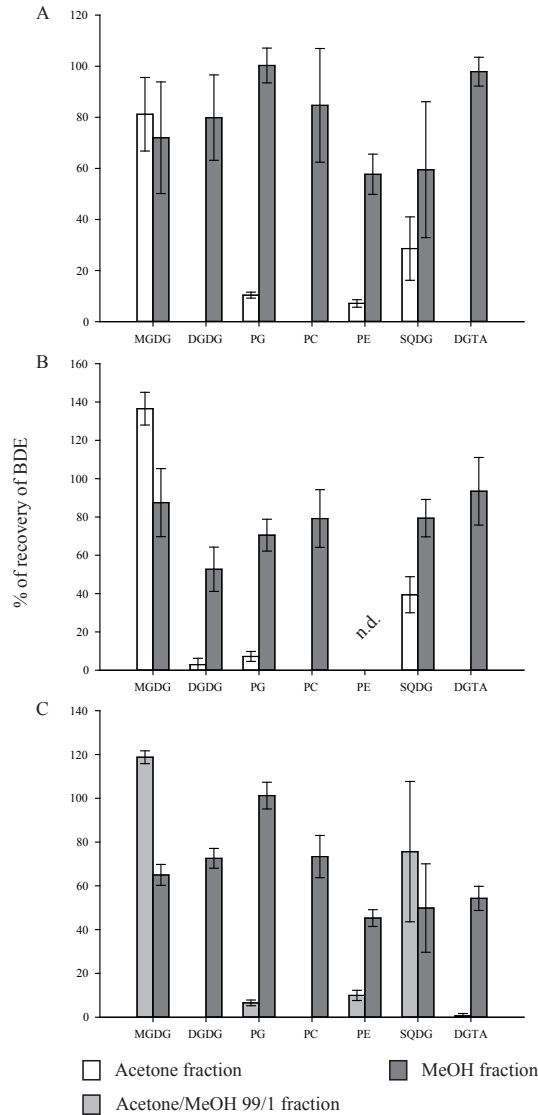 A
120
100
80
60
40
20
0
MGDG DGDG PG PC PE SQDG DGTA
B
160
140
120
100
80
60
40
20
0
n.d.
MGDG DGDG PG PC PE SQDG DGTA
% of recovery of BDE
C
140
120
100
80
60
40
20
0
MGDG DGDG PG PC PE SQDG DGTA
Acetone fraction MeOH fraction
Acetone/MeOH 99/1 fraction